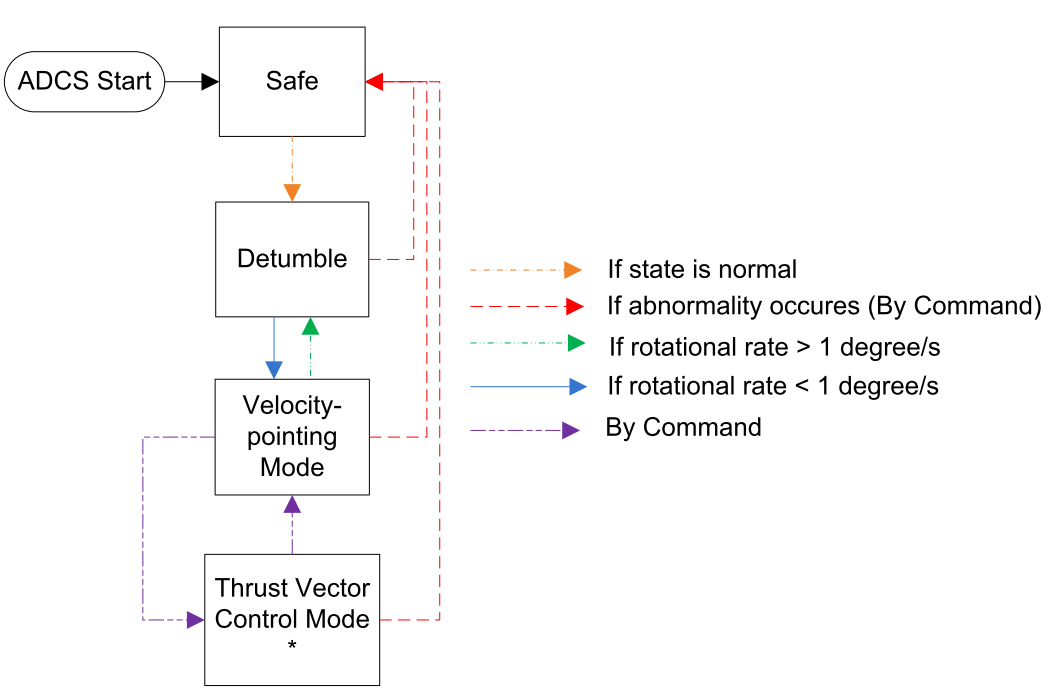 ADCS Start
Safe
Detumble
Velocity-
pointing
Mode
Thrust Vector
Control Mode
*
If state is normal
If abnormality occures (By Command)
If rotational rate > 1 degree/s
If rotational rate < 1 degree/s
By Command